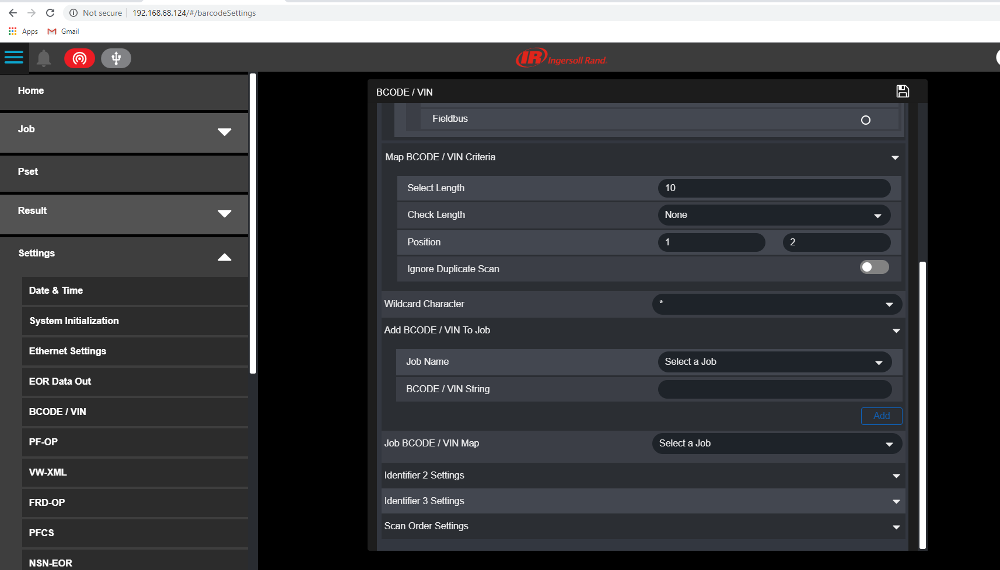 Not secure | 192.168.68.124/#/barcodeSettings
Apps Gmail
IR Ingersoll Rand.
Home
Job
Pset
Result
Settings
Date & Time
System Initialization
Ethernet Settings
EOR Data Out
BCODE / VIN
PF-OP
VW-XML
FRD-OP
PFCS
NSN-EOR
BCODE / VIN
Fieldbus
Map BCODE / VIN Criteria
Select Length 10
Check Length None
Position 1 2
Ignore Duplicate Scan
Wildcard Character *
Add BCODE / VIN To Job
Job Name Select a Job
BCODE / VIN String
Add
Job BCODE / VIN Map Select a Job
Identifier 2 Settings
Identifier 3 Settings
Scan Order Settings